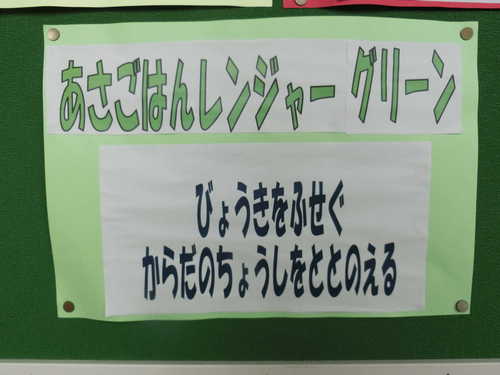 あさごはんレンジャー グリーン
びょうきをふせぐ
からだのちょうしをととのえる